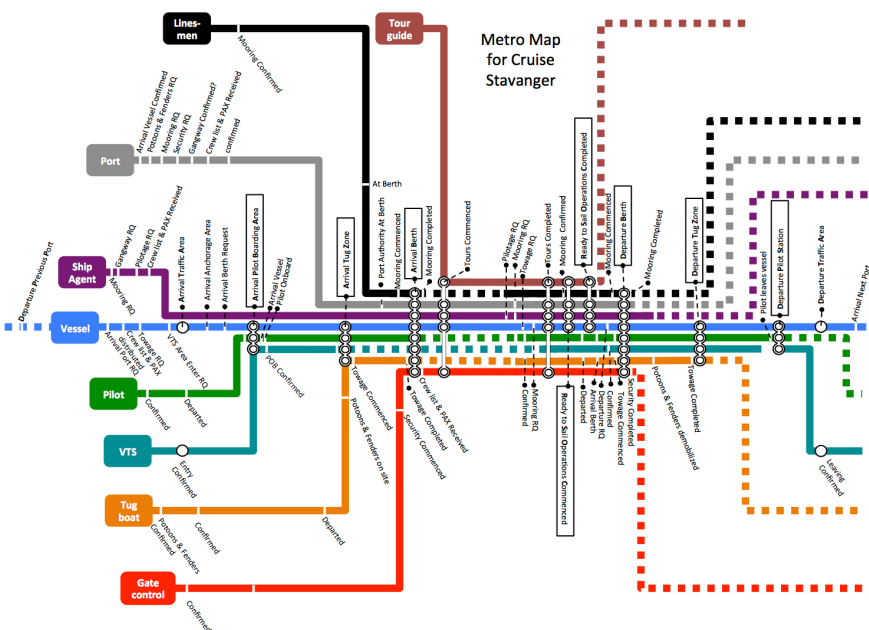 Metro Map
for Cruise
Stavanger
Lines-
men
Mooring Confirmed
Tour
guide
Port
Arrival Vessel Confirmed
Potoons & Fenders RQ
Mooring RQ
Security RQ
Gangway Confirmed?
Crew list & PAX Received
confirmed
At Berth
Ship
Agent
Gangway RQ
Pilotage RQ
Crew list & PAX Received
Mooring RQ
Arrival Traffic Area
Arrival Anchorage Area
Arrival Berth Request
Arrival Pilot Boarding Area
Arrival Vessel
Pilot Onboard
Arrival Tug Zone
Port Authority At Berth
Mooring Commenced
Arrival Berth
Mooring Completed
Tours Commenced
Pilotage RQ
Mooring RQ
Towage RQ
Tours Completed
Mooring Confirmed
Ready to Sail Operations Completed
Mooring Commenced
Departure Berth
Mooring Completed
Departure Tug Zone
Pilot leaves vessel
Departure Pilot Station
Departure Traffic Area
Arrival Next Port
Departure Previous Port
Vessel
Arrival Port RQ
Crew list & PAX
distributed
Towage RQ
VTS Area Enter RQ
POB Confirmed
Pilot
Confirmed
Departed
VTS
Entry
Confirmed
Leaving
Confirmed
Tug
boat
Potoons & Fenders
Confirmed
Confirmed
Departed
Towage Commenced
Potoons & Fenders on site
Crew list & PAX Received
Towage Completed
Security Commenced
Confirmed
Mooring RQ
Ready to Sail Operations Commenced
Departed
Arrival Berth
Departure RQ
Confirmed
Towage Commenced
Security Completed
Potoons & Fenders demobilized
Towage Completed
Gate
control
Confirmed